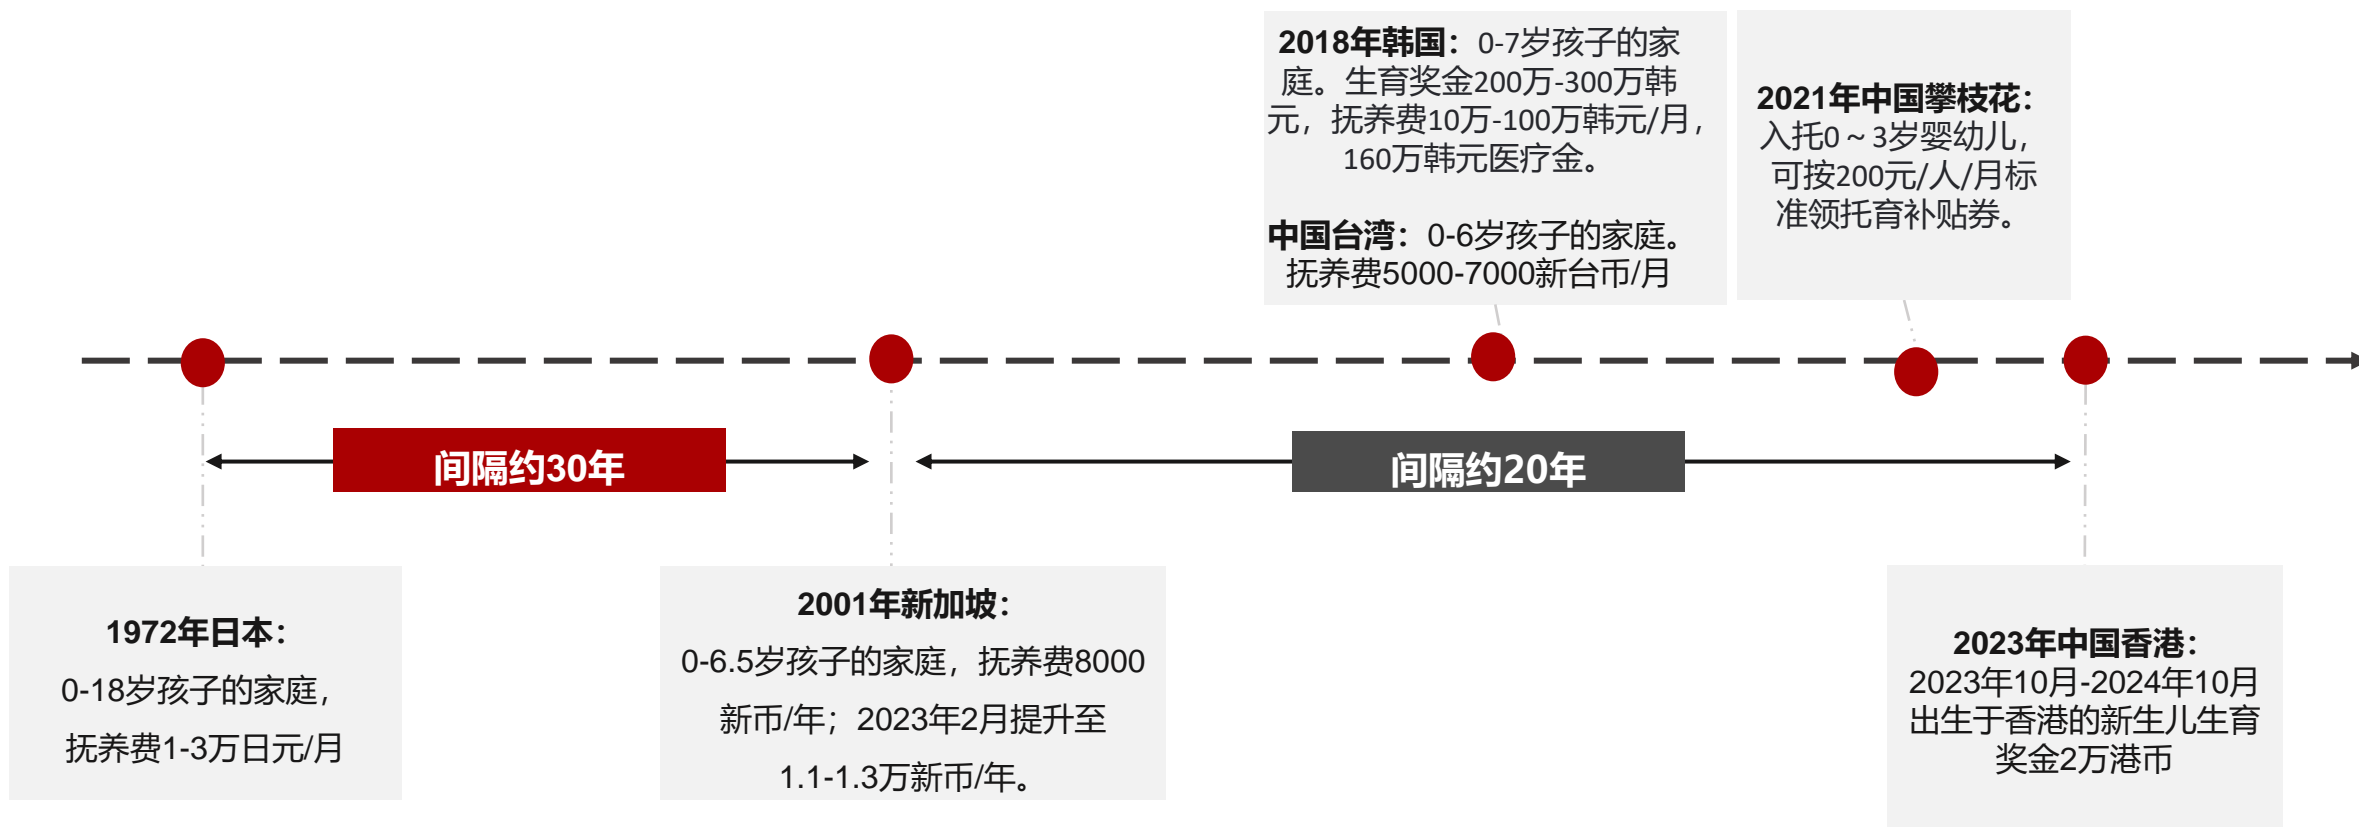 2018年韩国：0-7岁孩子的家
庭。生育奖金200万-300万韩
元，抚养费10万-100万韩元/月，
160万韩元医疗金。
中国台湾：0-6岁孩子的家庭。
抚养费5000-7000新台币/月
2021年中国攀枝花：
入托0～3岁婴幼儿，
可按200元/人/月标
准领托育补贴券。
间隔约30年
间隔约20年
1972年日本：
0-18岁孩子的家庭，
抚养费1-3万日元/月
2001年新加坡：
0-6.5岁孩子的家庭，抚养费8000
新币/年；2023年2月提升至
1.1-1.3万新币/年。
2023年中国香港：
2023年10月-2024年10月
出生于香港的新生儿生育
奖金2万港币